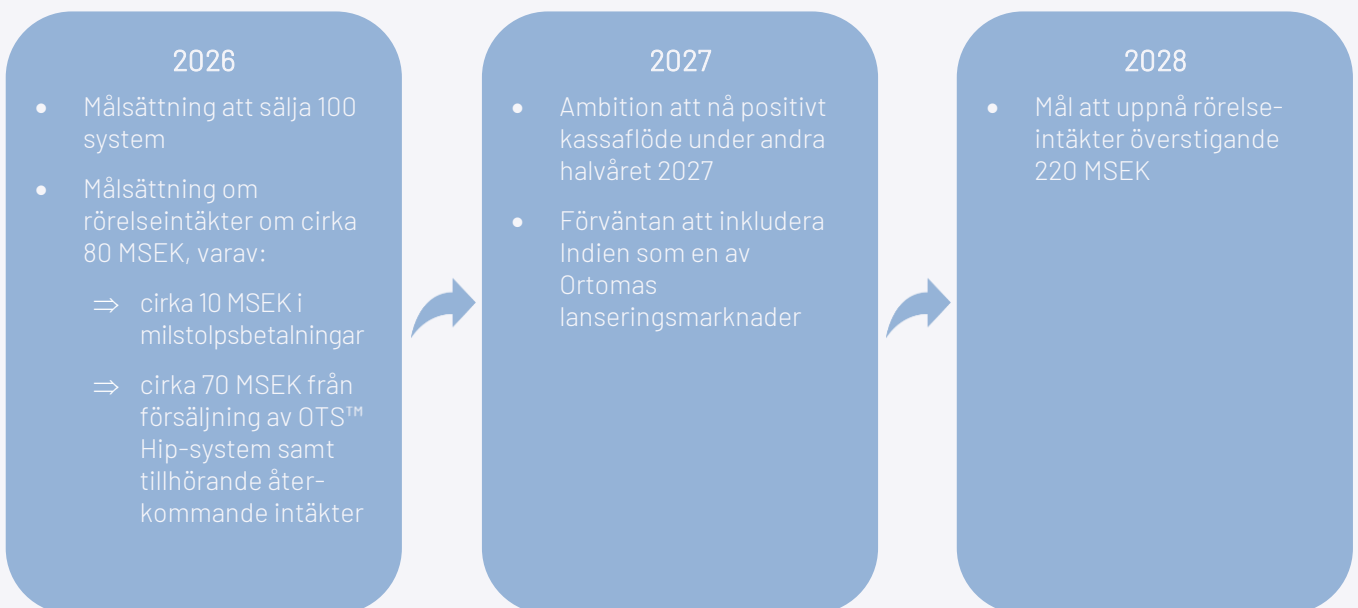 2026
• Målsättning att sälja 100
system
• Målsättning om
rörelseintäkter om cirka
80 MSEK, varav:
⇒ cirka 10 MSEK i
milstolpsbetalningar
⇒ cirka 70 MSEK från
försäljning av OTS™
Hip-system samt
tillhörande åter-
kommande intäkter
2027
• Ambition att nå positivt
kassaflöde under andra
halvåret 2027
• Förväntan att inkludera
Indien som en av
Ortomas
lanseringsmarknader
2028
• Mål att uppnå rörelse-
intäkter överstigande
220 MSEK